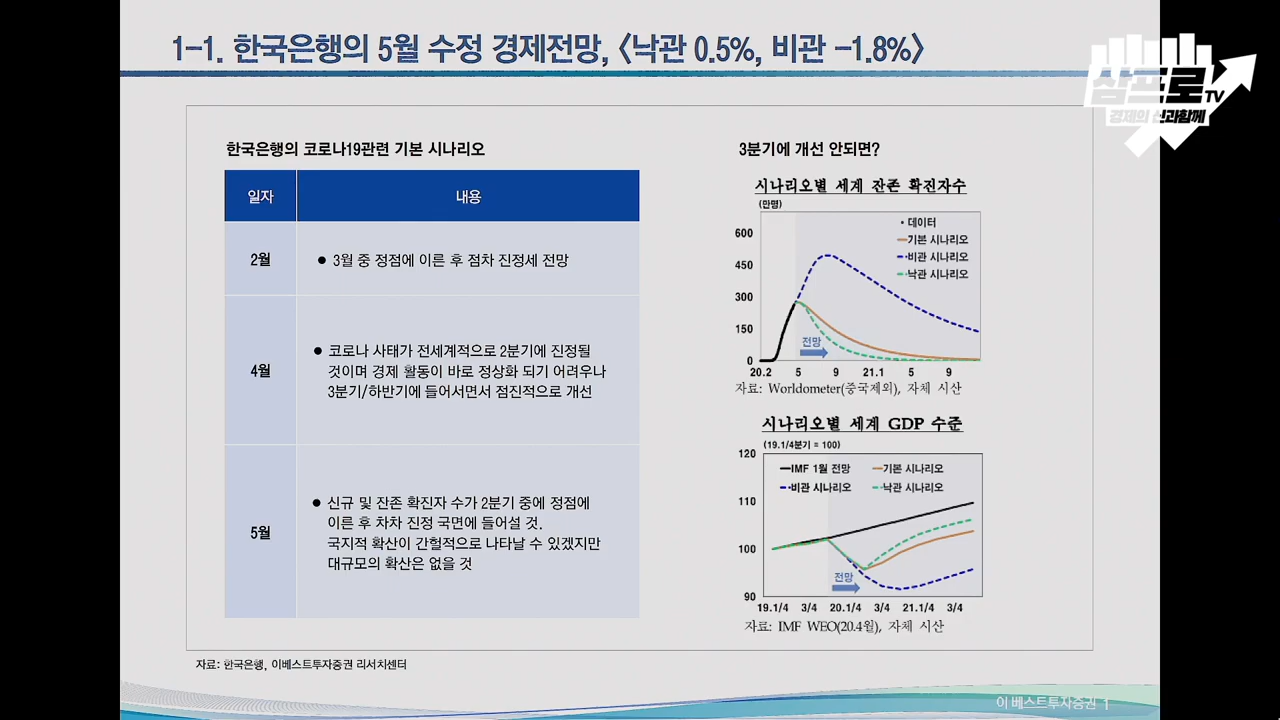 1-1. 한국은행의 5월 수정 경제전망, <낙관 0.5%, 비관 -1.8%>
삼프로TV
경제의 신과함께
한국은행의 코로나19관련 기본 시나리오
일자
내용
2월
● 3월 중 정점에 이른 후 점차 진정세 전망
4월
● 코로나 사태가 전세계적으로 2분기에 진정될
것이며 경제 활동이 바로 정상화 되기 어려우나
3분기/하반기에 들어서면서 점진적으로 개선
5월
● 신규 및 잔존 확진자 수가 2분기 중에 정점에
이른 후 차차 진정 국면에 들어설 것.
국지적 확산이 간헐적으로 나타날 수 있겠지만
대규모의 확산은 없을 것
3분기에 개선 안되면?
시나리오별 세계 잔존 확진자수
(만명)
600
450
300
150
0
데이터
기본 시나리오
비관 시나리오
낙관 시나리오
전망
20.2 5 9 21.1 5 9
자료: Worldometer(중국제외), 자체 시산
시나리오별 세계 GDP 수준
(19.1/4분기 = 100)
120
110
100
90
IMF 1월 전망 기본 시나리오
비관 시나리오 낙관 시나리오
전망
19.1/4 3/4 20.1/4 3/4 21.1/4 3/4
자료: IMF WEO(20.4월), 자체 시산
자료: 한국은행, 이베스트투자증권 리서치센터
이베스트투자증권 1